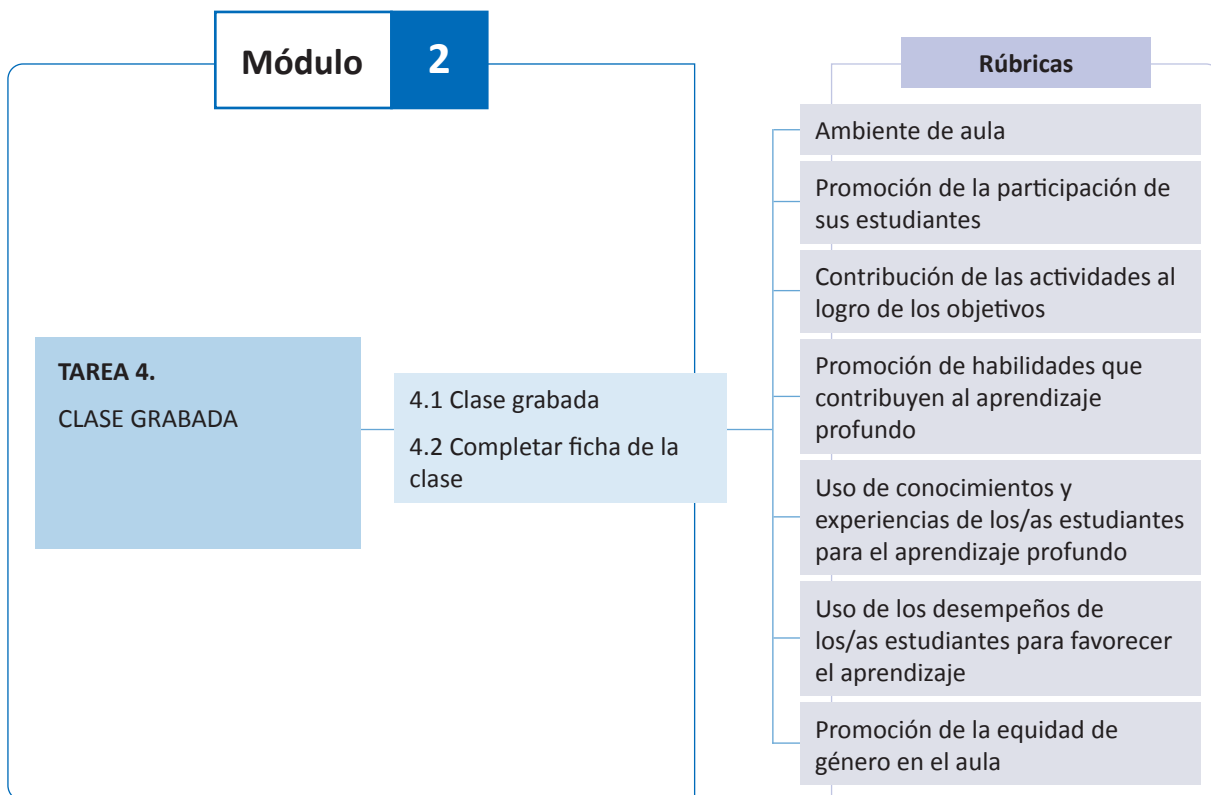 Módulo 2
TAREA 4.
CLASE GRABADA
4.1 Clase grabada
4.2 Completar ficha de la
clase
Rúbricas
Ambiente de aula
Promoción de la participación de
sus estudiantes
Contribución de las actividades al
logro de los objetivos
Promoción de habilidades que
contribuyen al aprendizaje
profundo
Uso de conocimientos y
experiencias de los/as estudiantes
para el aprendizaje profundo
Uso de los desempeños de
los/as estudiantes para favorecer
el aprendizaje
Promoción de la equidad de
género en el aula